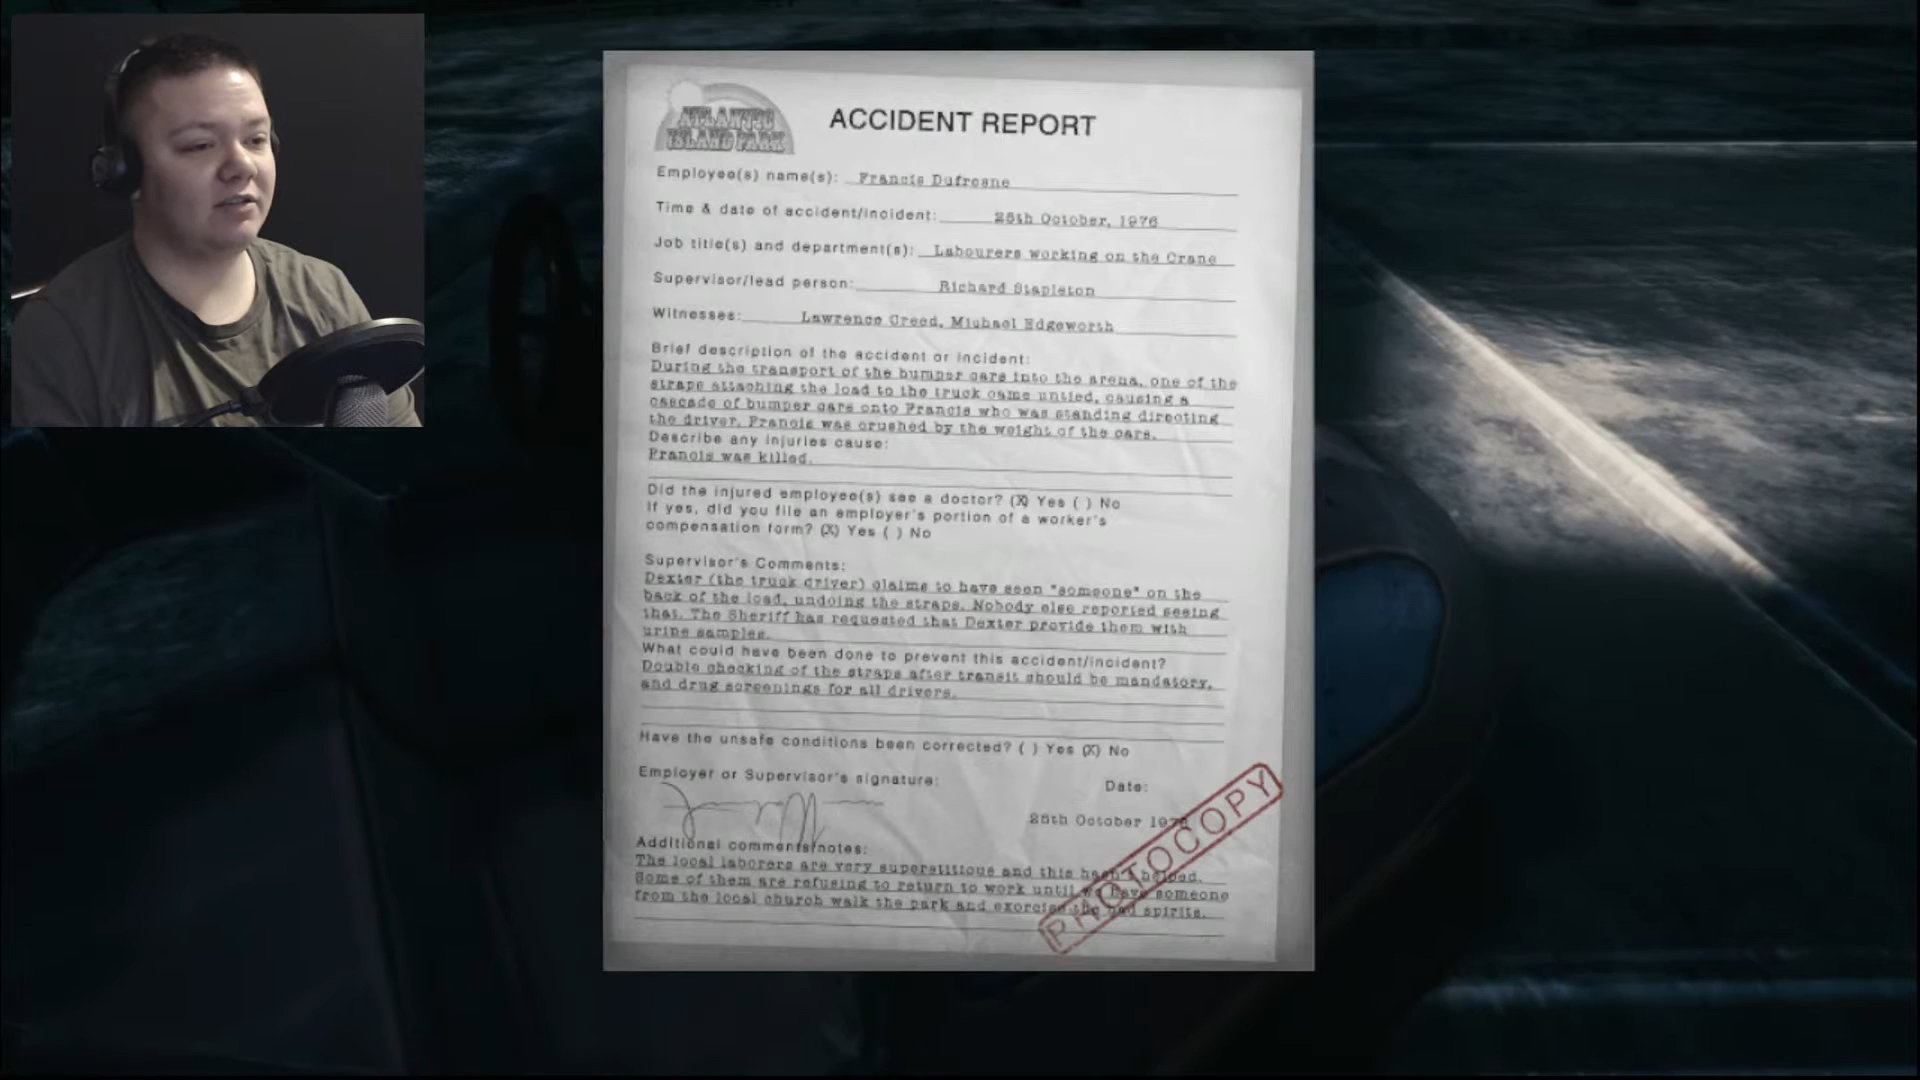 ATLANTIC
ISLAND PARK
ACCIDENT REPORT
Employee(s) name(s): Francis Dufresne
Time & date of accident/incident: 25th October, 1976
Job title(s) and department(s): Labourers working on the Crane
Supervisor/lead person: Richard Stapleton
Witnesses: Lawrence Creed, Michael Edgeworth
Brief description of the accident or incident:
During the transport of the bumper cars into the arena, one of the
straps attaching the load to the truck came untied, causing a
cascade of bumper cars onto Francis who was standing directing
the driver. Francis was crushed by the weight of the cars.
Describe any injuries cause:
Francis was killed.
Did the injured employee(s) see a doctor? (X) Yes ( ) No
If yes, did you file an employer's portion of a worker's
compensation form? (X) Yes ( ) No
Supervisor's Comments:
Dexter (the truck driver) claims to have seen "someone" on the
back of the load, undoing the straps. Nobody else reported seeing
that. The Sheriff has requested that Dexter provide them with
urine samples.
What could have been done to prevent this accident/incident?
Double checking of the straps after transit should be mandatory,
and drug screenings for all drivers.
Have the unsafe conditions been corrected? ( ) Yes (X) No
Employer or Supervisor's signature:
Date:
25th October 1976
Additional comments/notes:
The local laborers are very superstitious and this hasn't helped.
Some of them are refusing to return to work until we have someone
from the local church walk the park and exorcise the bad spirits.
PHOTOCOPY